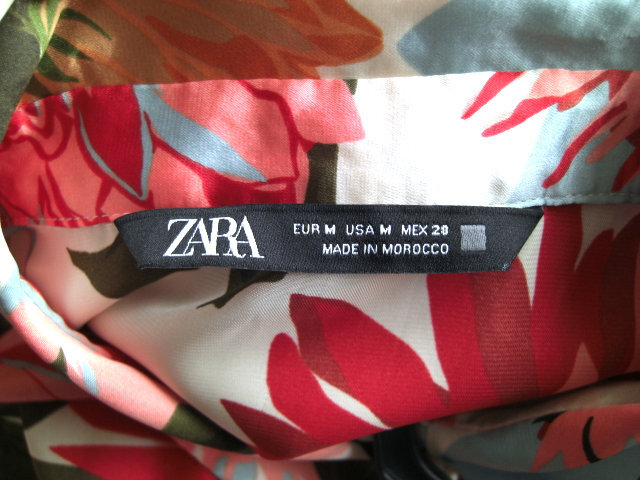 ZARA
EUR M USA M MEX 28
MADE IN MOROCCO